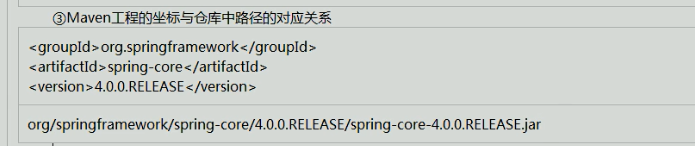 ③Maven工程的坐标与仓库中路径的对应关系
<groupId>org.springframework</groupId>
<artifactId>spring-core</artifactId>
<version>4.0.0.RELEASE</version>
org/springframework/spring-core/4.0.0.RELEASE/spring-core-4.0.0.RELEASE.jar